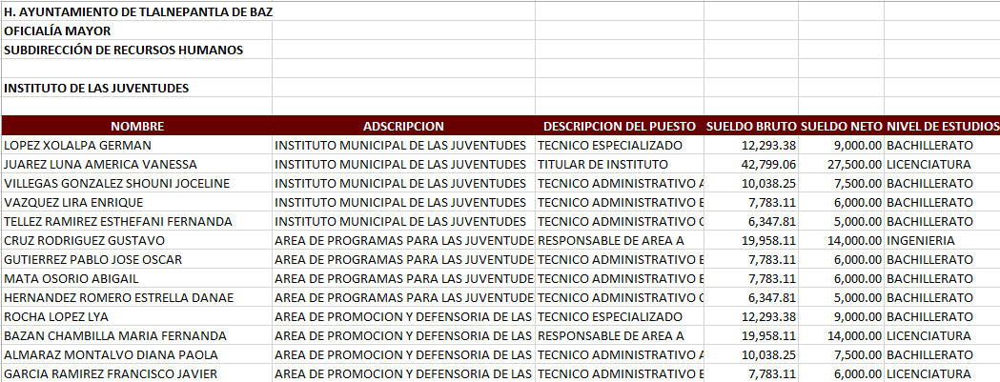 H. AYUNTAMIENTO DE TLALNEPANTLA DE BAZ
OFICIALÍA MAYOR
SUBDIRECCIÓN DE RECURSOS HUMANOS
INSTITUTO DE LAS JUVENTUDES
NOMBRE ADSCRIPCION DESCRIPCION DEL PUESTO SUELDO BRUTO SUELDO NETO NIVEL DE ESTUDIOS
LOPEZ XOLALPA GERMAN INSTITUTO MUNICIPAL DE LAS JUVENTUDES TECNICO ESPECIALIZADO 12,293.38 9,000.00 BACHILLERATO
JUAREZ LUNA AMERICA VANESSA INSTITUTO MUNICIPAL DE LAS JUVENTUDES TITULAR DE INSTITUTO 42,799.06 27,500.00 LICENCIATURA
VILLEGAS GONZALEZ SHOUNI JOCELINE INSTITUTO MUNICIPAL DE LAS JUVENTUDES TECNICO ADMINISTRATIVO A 10,038.25 7,500.00 BACHILLERATO
VAZQUEZ LIRA ENRIQUE INSTITUTO MUNICIPAL DE LAS JUVENTUDES TECNICO ADMINISTRATIVO 7,783.11 6,000.00 BACHILLERATO
TELLEZ RAMIREZ ESTHEFANI FERNANDA INSTITUTO MUNICIPAL DE LAS JUVENTUDES TECNICO ADMINISTRATIVO 6,347.81 5,000.00 BACHILLERATO
CRUZ RODRIGUEZ GUSTAVO AREA DE PROGRAMAS PARA LAS JUVENTUDE RESPONSABLE DE AREA A 19,958.11 14,000.00 INGENIERIA
GUTIERREZ PABLO JOSE OSCAR AREA DE PROGRAMAS PARA LAS JUVENTUDE TECNICO ADMINISTRATIVO 7,783.11 6,000.00 BACHILLERATO
MATA OSORIO ABIGAIL AREA DE PROGRAMAS PARA LAS JUVENTUDE TECNICO ADMINISTRATIVO 7,783.11 6,000.00 BACHILLERATO
HERNANDEZ ROMERO ESTRELLA DANAE AREA DE PROGRAMAS PARA LAS JUVENTUDE TECNICO ADMINISTRATIVO 6,347.81 5,000.00 BACHILLERATO
ROCHA LOPEZ LYA AREA DE PROMOCION Y DEFENSORIA DE LAS TECNICO ESPECIALIZADO 12,293.38 9,000.00 BACHILLERATO
BAZAN CHAMBILLA MARIA FERNANDA AREA DE PROMOCION Y DEFENSORIA DE LAS RESPONSABLE DE AREA A 19,958.11 14,000.00 LICENCIATURA
ALMARAZ MONTALVO DIANA PAOLA AREA DE PROMOCION Y DEFENSORIA DE LAS TECNICO ADMINISTRATIVO A 10,038.25 7,500.00 BACHILLERATO
GARCIA RAMIREZ FRANCISCO JAVIER AREA DE PROMOCION Y DEFENSORIA DE LAS TECNICO ADMINISTRATIVO 7,783.11 6,000.00 LICENCIATURA